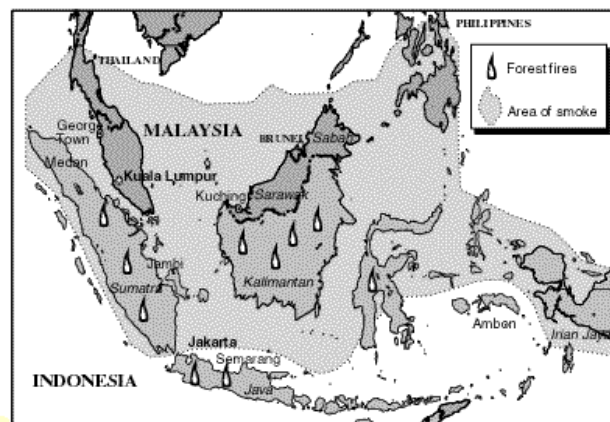 PHILIPPINES
THAILAND
Forest fires
Area of smoke
George
Town
MALAYSIA
BRUNEI
Sabah
Medan
Kuala Lumpur
Kuching
Sarawak
Jambi
Sumatra
Kalimantan
Amben
Irian Jaya
Jakarta
Semarang
INDONESIA
Java